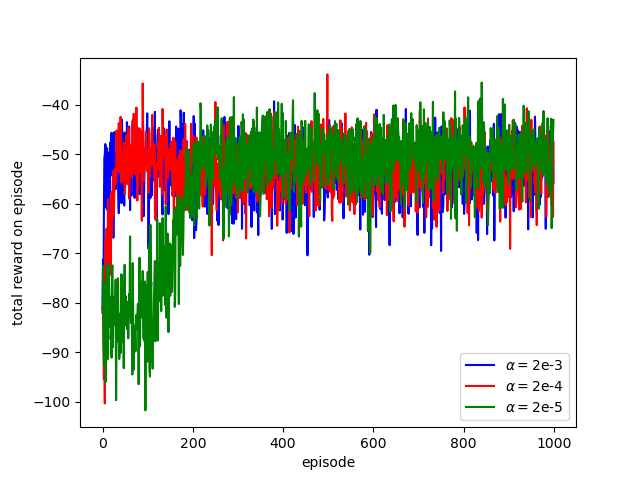 −40
−50
−60
−70
−80
−90
−100
total reward on episode
0
200
400
600
800
1000
episode
α = 2e-3
α = 2e-4
α = 2e-5